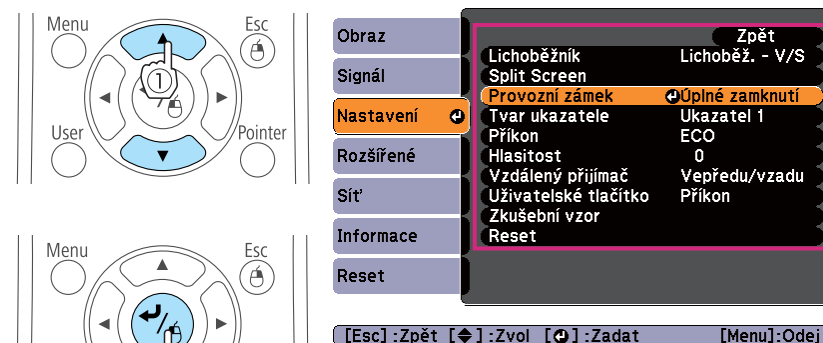 Menu
Esc
1
User
Pointer
Menu
Esc
Obraz
Signál
Nastavení
Rozšířené
Síť
Informace
Reset
Zpět
Lichoběžník Lichoběž. - V/S
Split Screen
Provozní zámek Úplné zamknutí
Tvar ukazatele Ukazatel 1
Příkon ECO
Hlasitost 0
Vzdálený přijímač Vepředu/vzadu
Uživatelské tlačítko Příkon
Zkušební vzor
Reset
[Esc] :Zpět [◆] :Zvol [⏎] :Zadat [Menu]:Odej